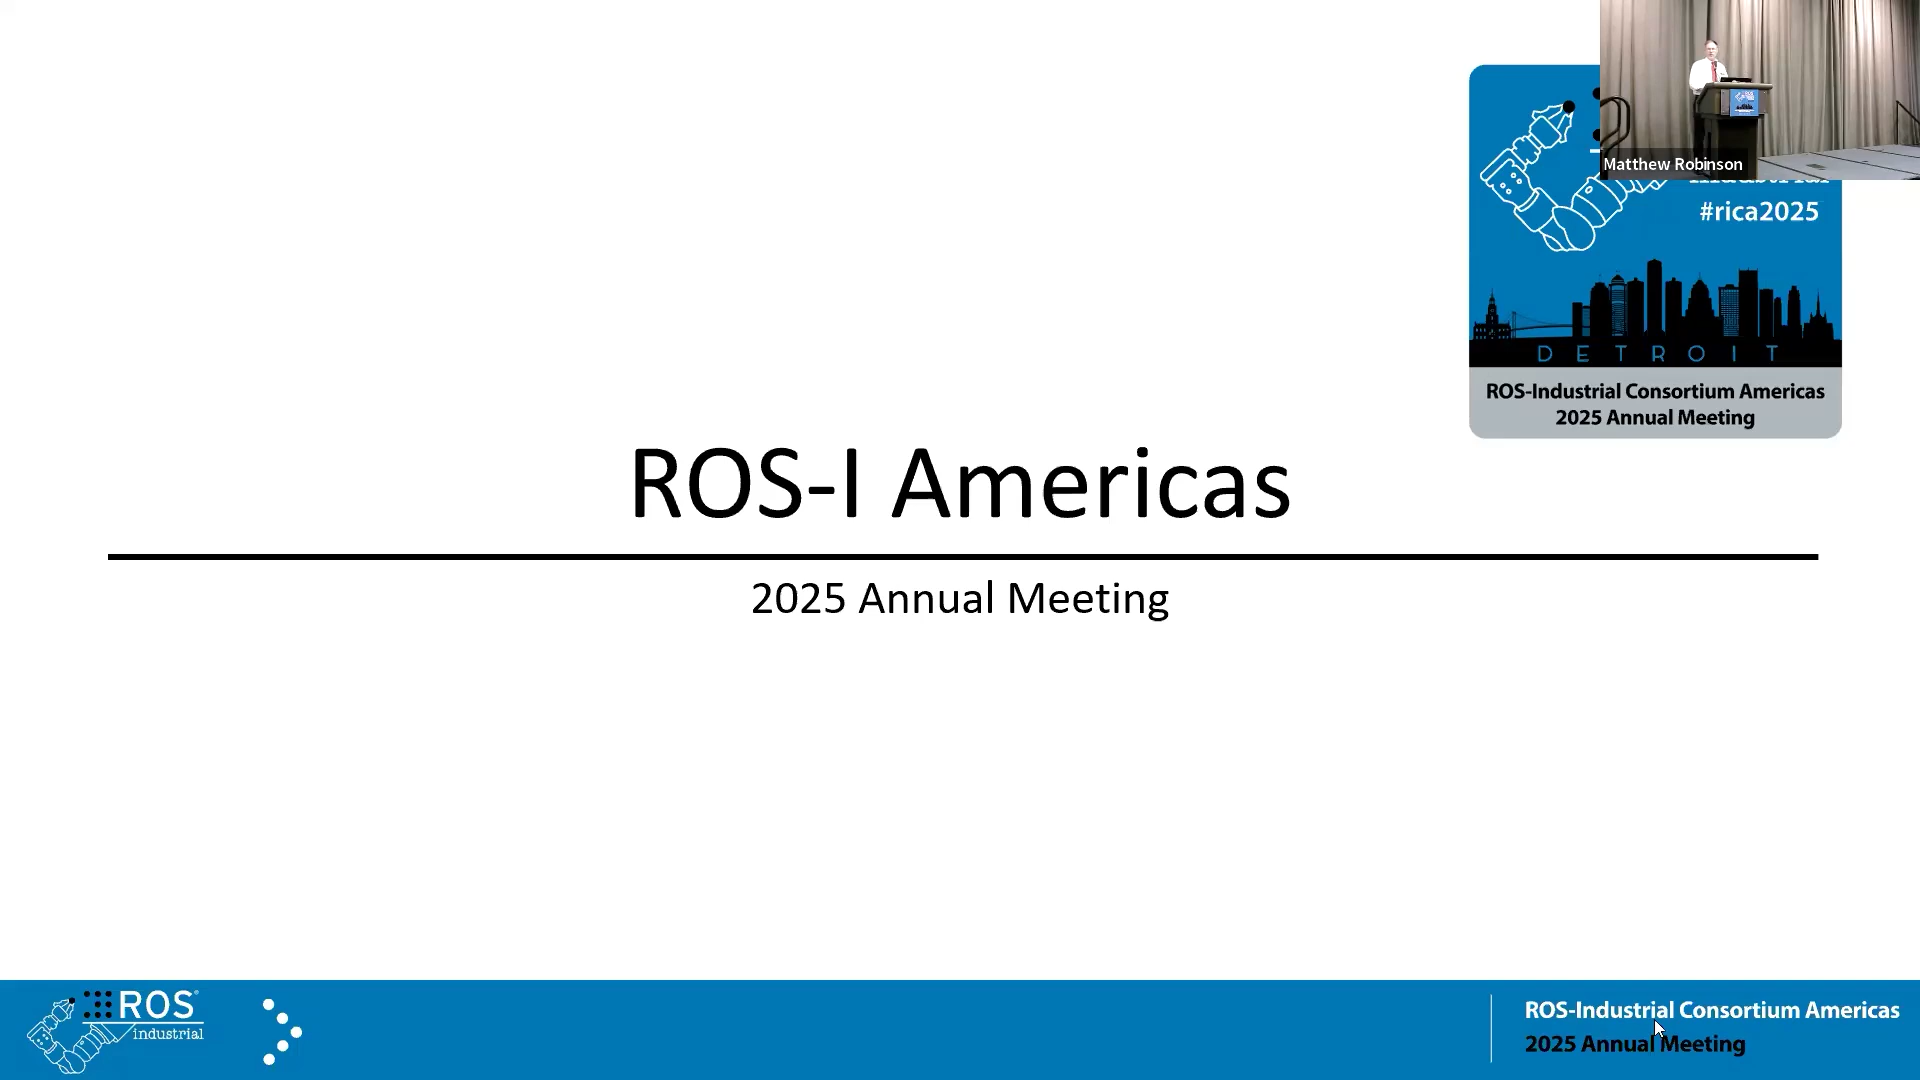 Matthew Robinson
#rica2025
DETROIT
ROS-Industrial Consortium Americas
2025 Annual Meeting
ROS-I Americas
2025 Annual Meeting
ROS
industrial
ROS-Industrial Consortium Americas
2025 Annual Meeting